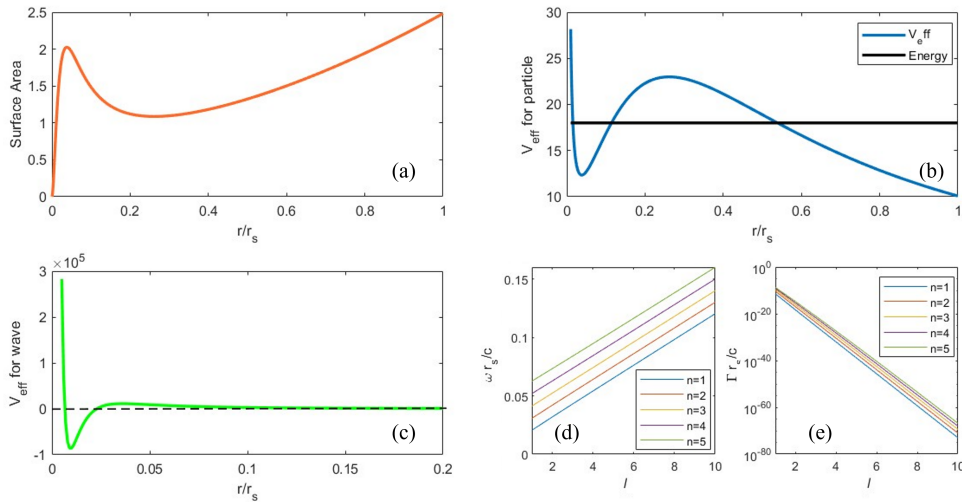 2.5
2
1.5
1
0.5
0
Surface Area
(a)
0 0.2 0.4 0.6 0.8 1
r/r_s
30
25
20
15
10
V_eff for particle
V_eff
Energy
(b)
0 0.2 0.4 0.6 0.8 1
r/r_s
×10^5
3
2
1
0
-1
V_eff for wave
(c)
0 0.05 0.1 0.15 0.2
r/r_s
0.15
0.1
0.05
0
ω r_s/c
n=1
n=2
n=3
n=4
n=5
(d)
2 4 6 8 10
l
10^0
10^-20
10^-40
10^-60
10^-80
Γ r_s/c
n=1
n=2
n=3
n=4
n=5
(e)
2 4 6 8 10
l